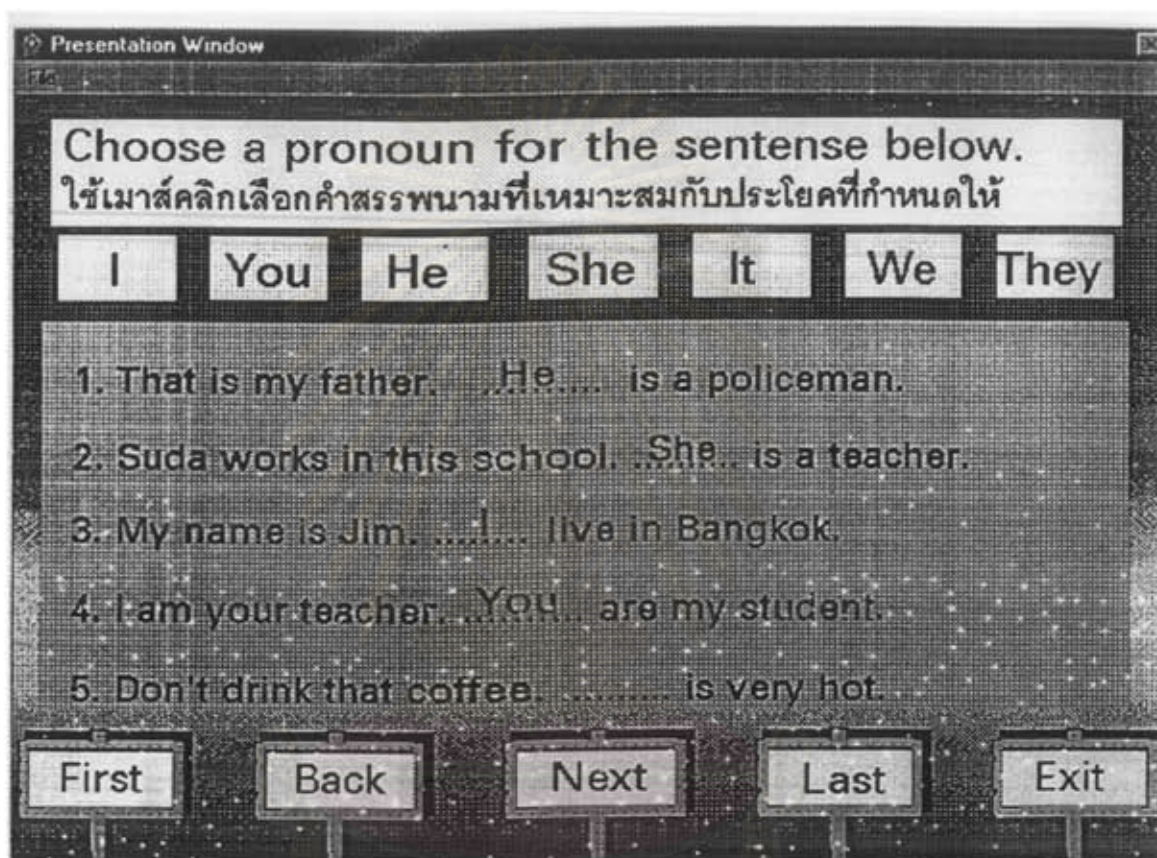 Presentation Window
File
Choose a pronoun for the sentense below.
ใช้เมาส์คลิกเลือกคำสรรพนามที่เหมาะสมกับประโยคที่กำหนดให้
I You He She It We They
1. That is my father. ....He.... is a policeman.
2. Suda works in this school. ...She... is a teacher.
3. My name is Jim. ....I... live in Bangkok.
4. I am your teacher. ...You... are my student.
5. Don't drink that coffee. .......... is very hot.
First Back Next Last Exit